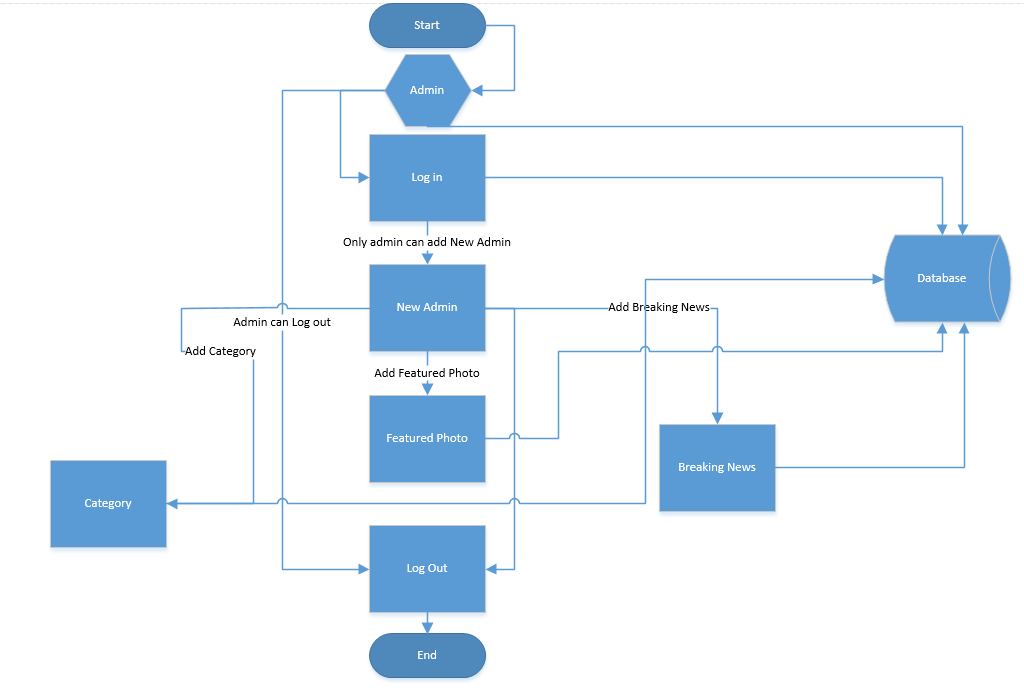 Start
Admin
Log in
Only admin can add New Admin
Database
New Admin
Add Breaking News
Admin can Log out
Add Category
Add Featured Photo
Featured Photo
Breaking News
Category
Log Out
End